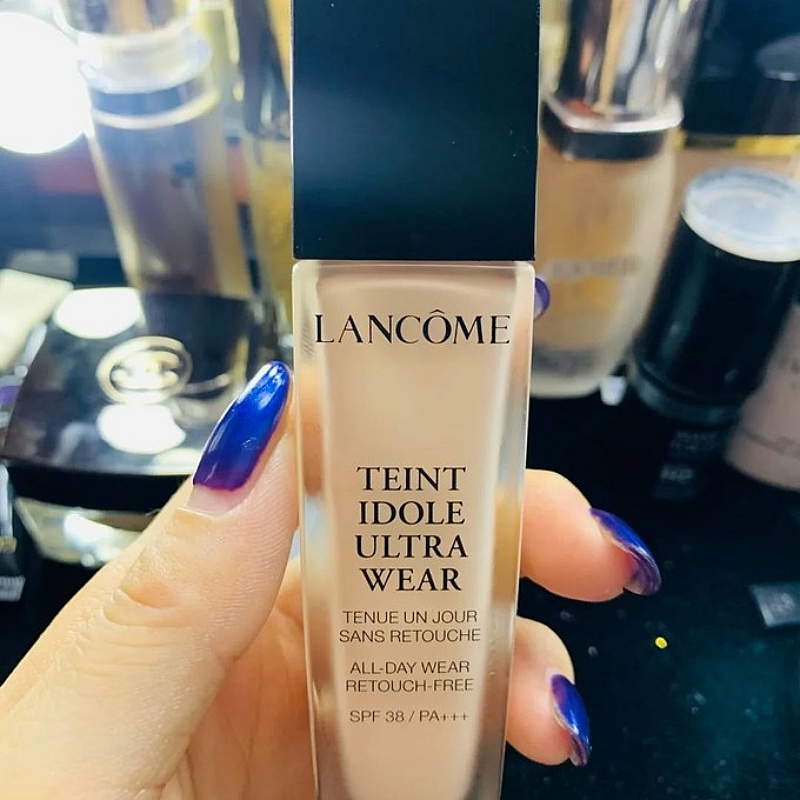 LANCÔME
TEINT
IDOLE
ULTRA
WEAR
TENUE UN JOUR
SANS RETOUCHE
ALL-DAY WEAR
RETOUCH-FREE
SPF 38 / PA+++